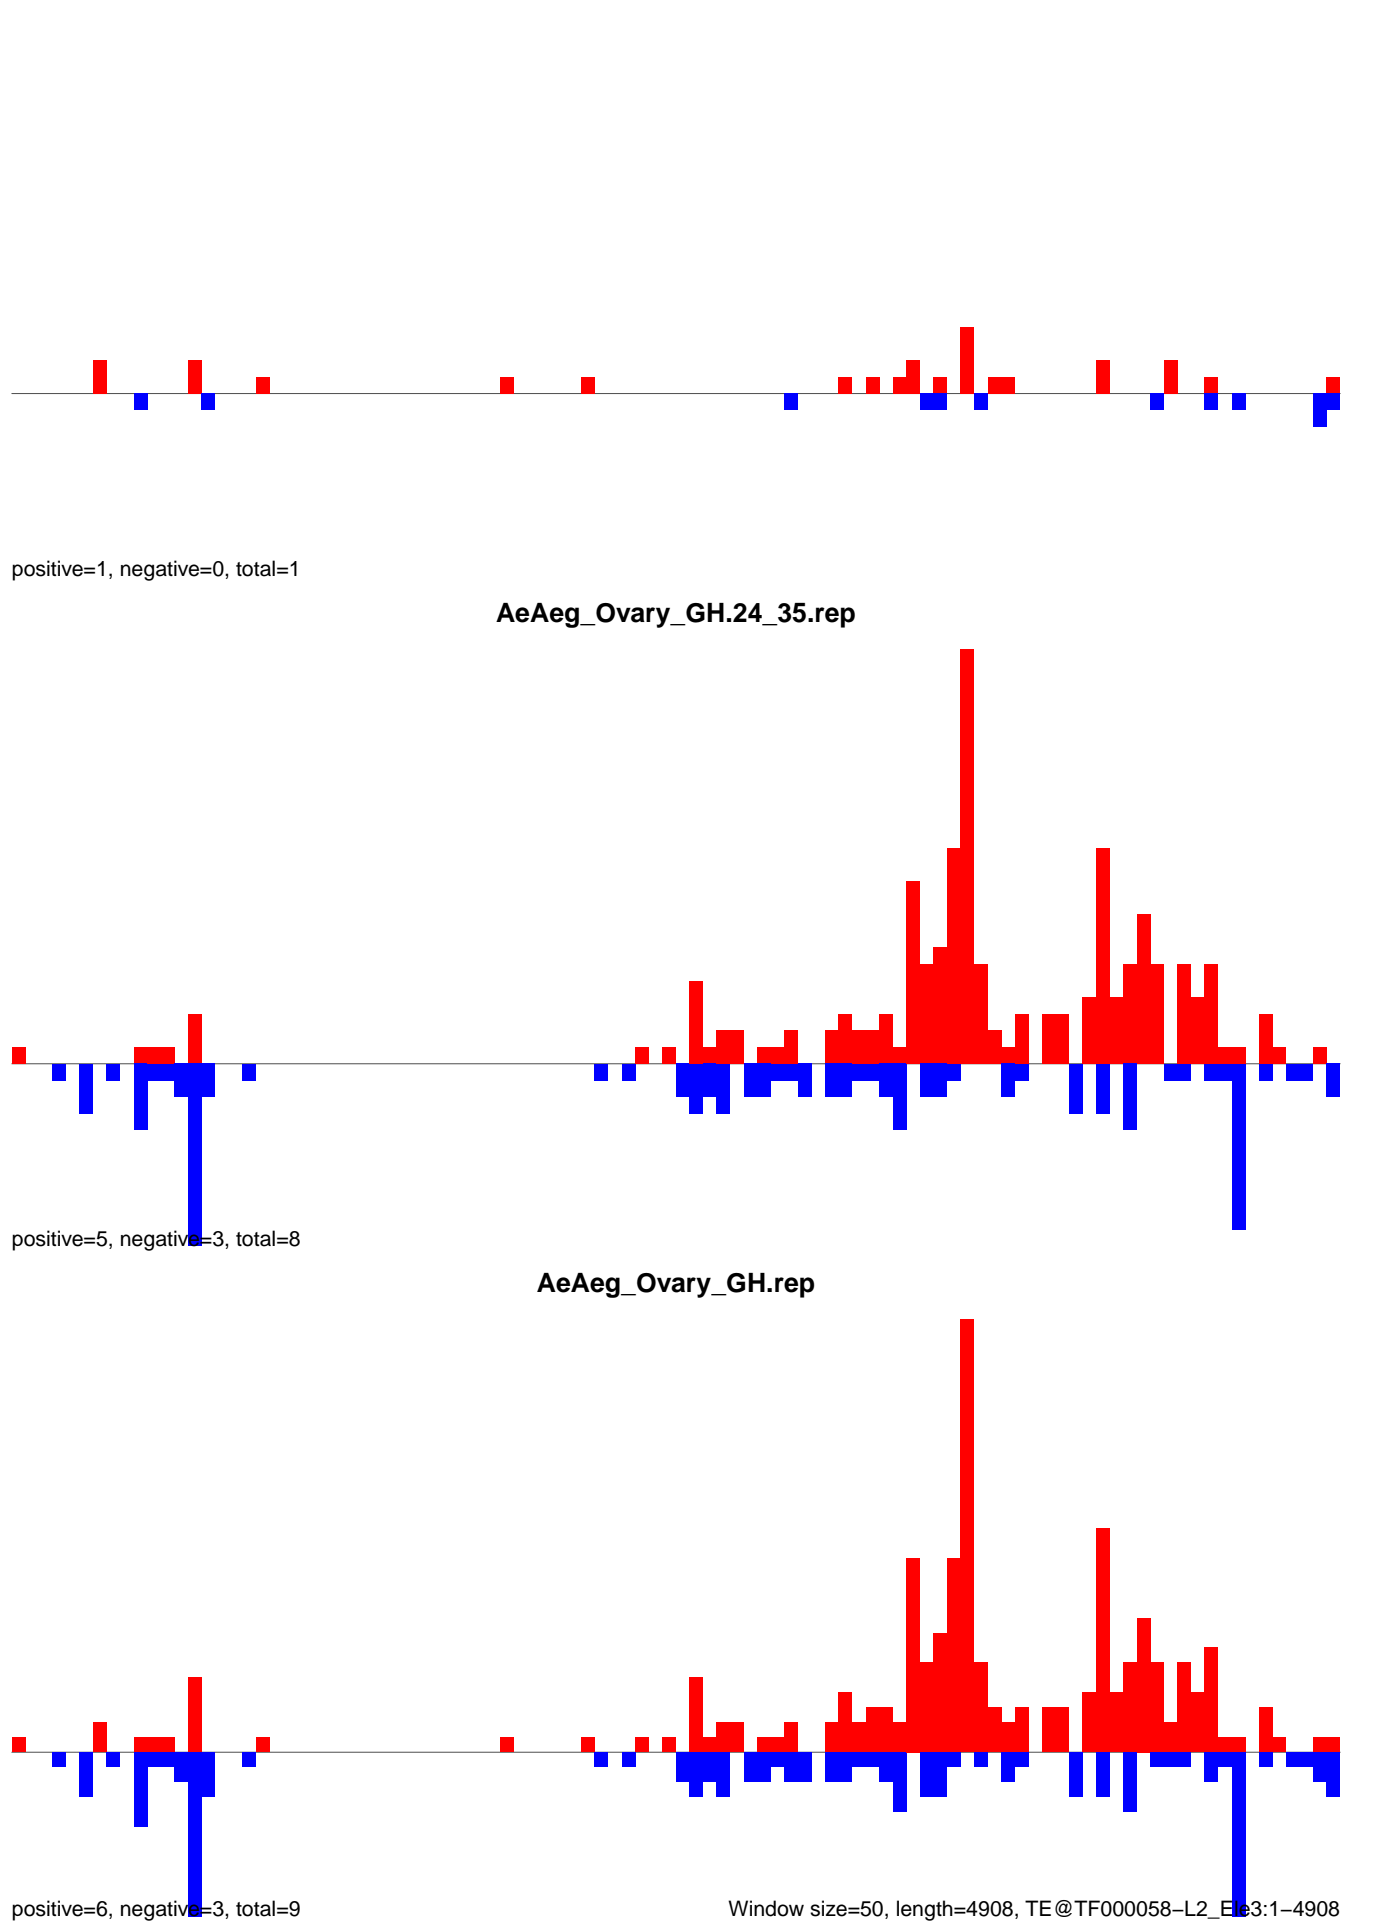 positive=1, negative=0, total=1
AeAeg_Ovary_GH.24_35.rep
positive=5, negative=3, total=8
AeAeg_Ovary_GH.rep
positive=6, negative=3, total=9
Window size=50, length=4908, TE@TF000058−L2_Ele3:1−4908